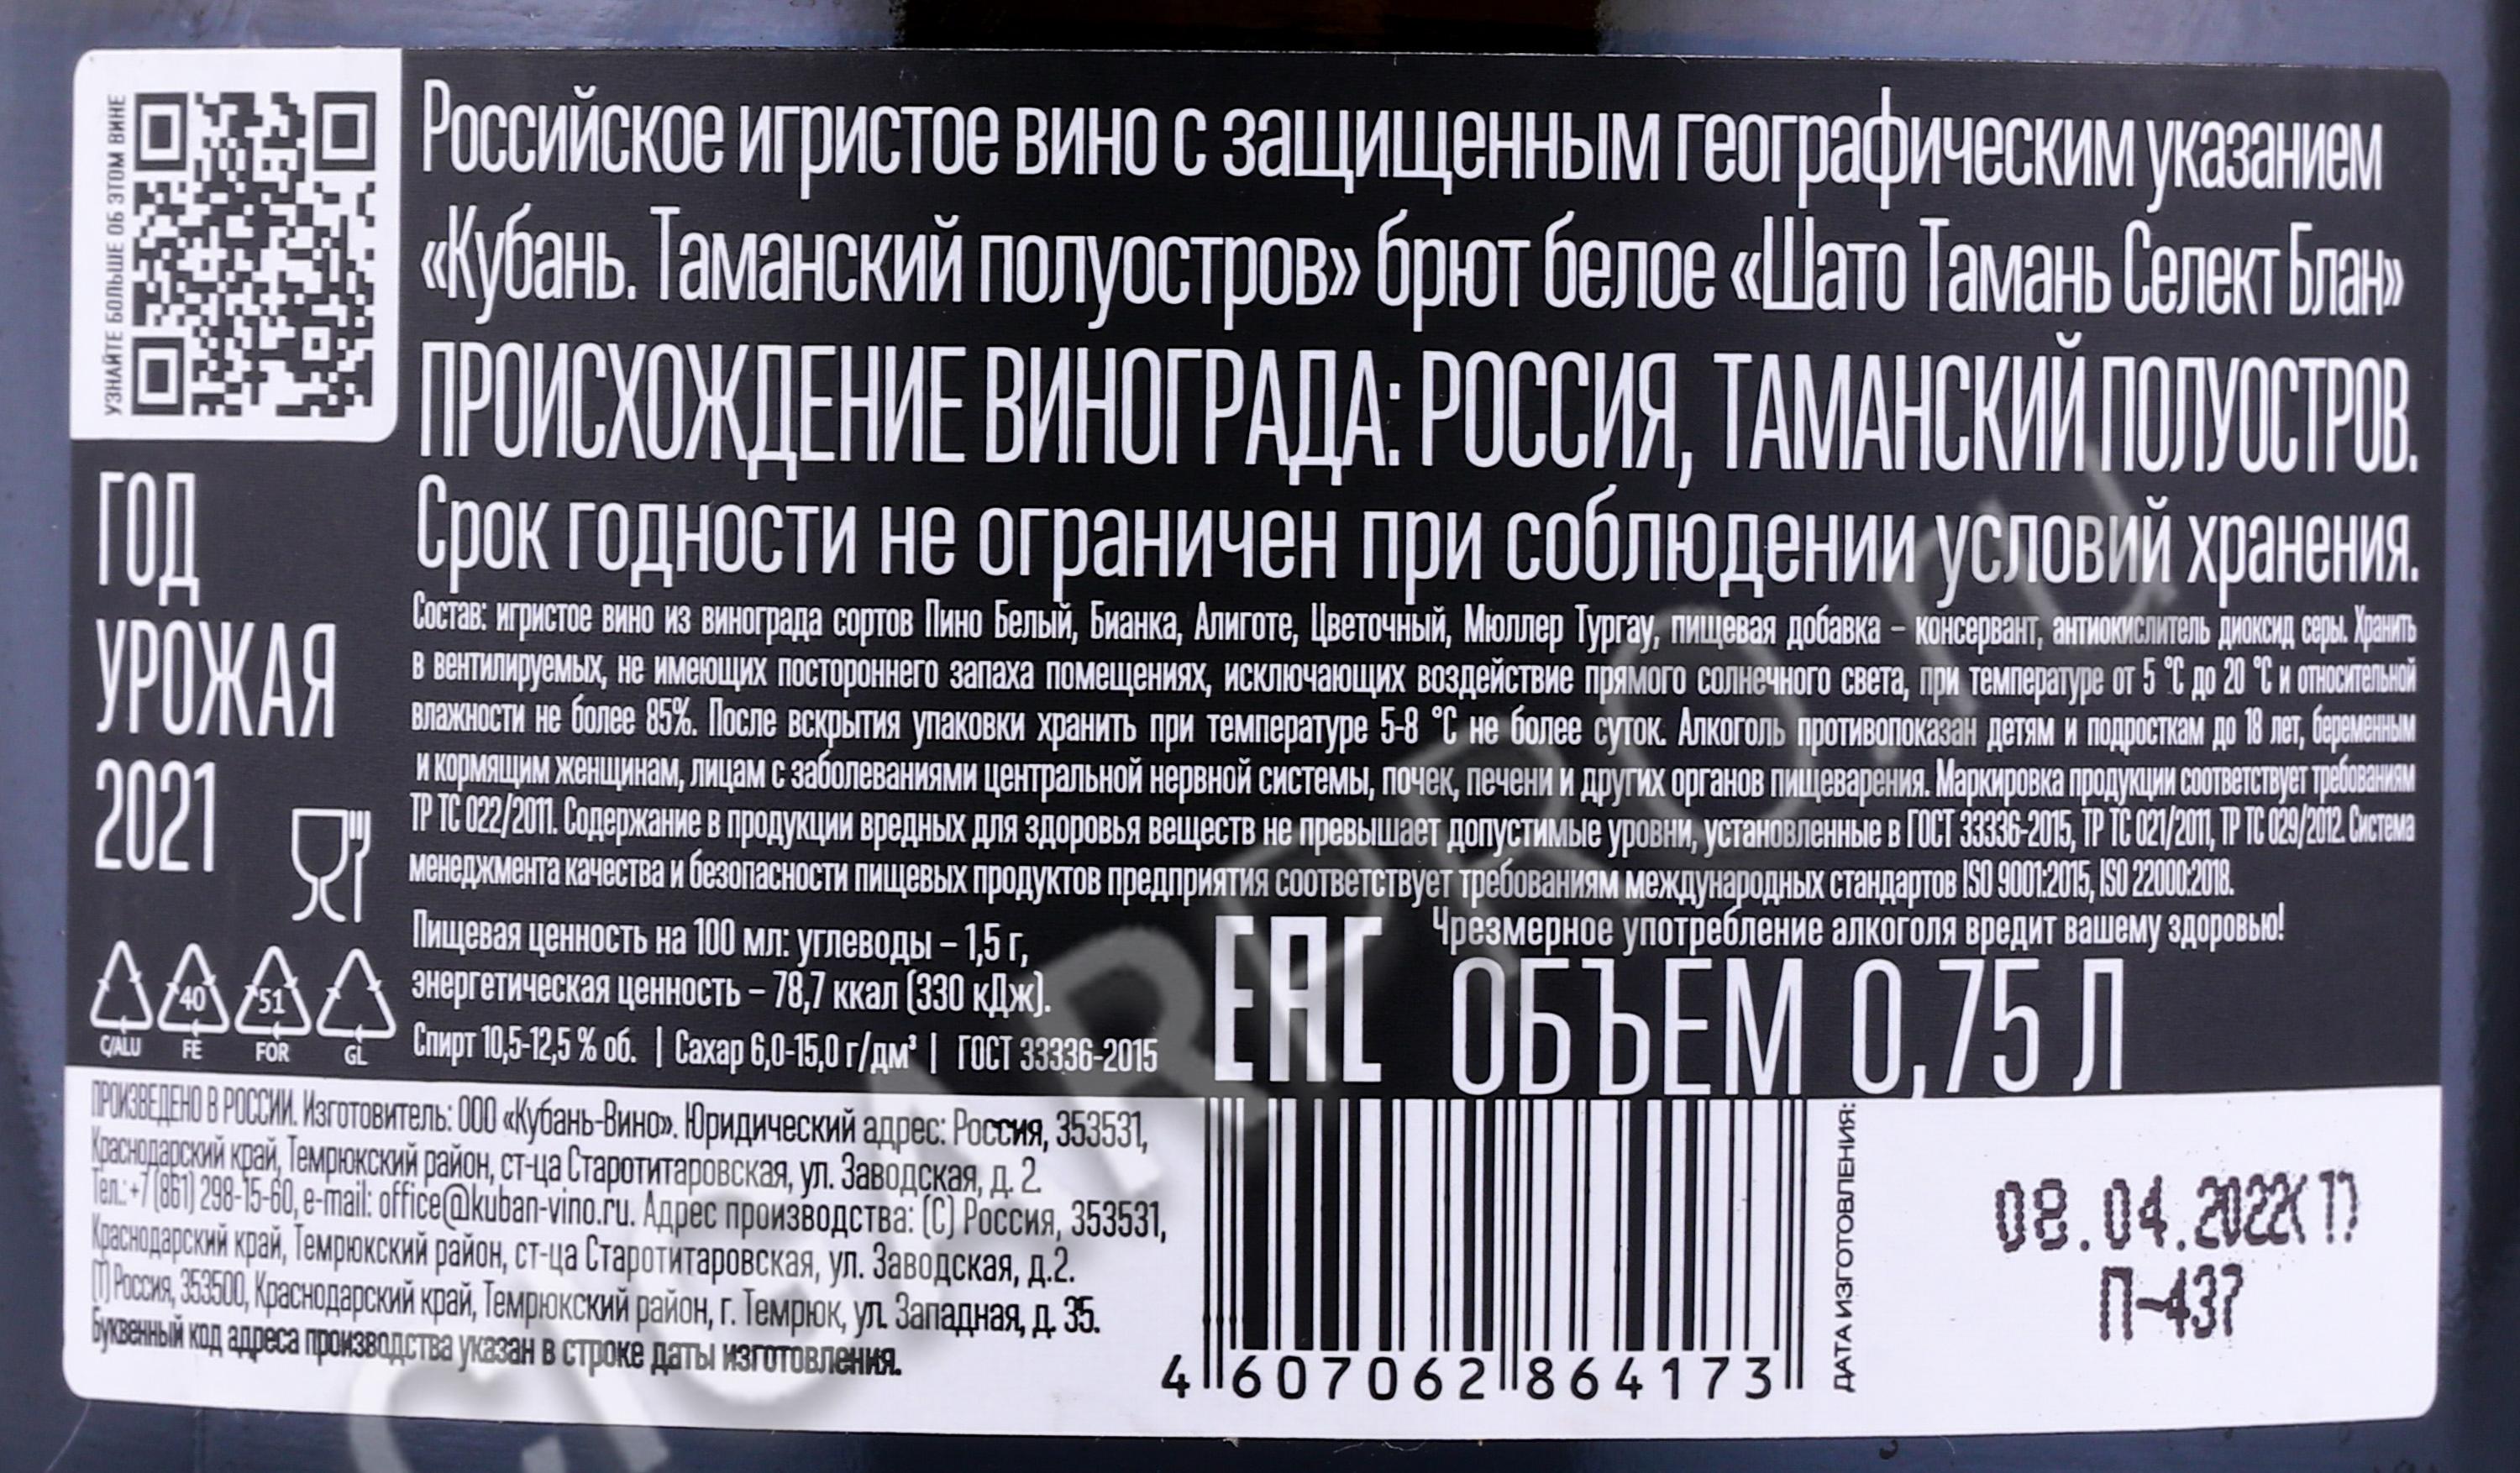 УЗНАЙТЕ БОЛЬШЕ ОБ ЭТОМ ВИНЕ
Российское игристое вино с защищенным географическим указанием
«Кубань. Таманский полуостров» брют белое «Шато Тамань Селект Блан»
ПРОИСХОЖДЕНИЕ ВИНОГРАДА: РОССИЯ, ТАМАНСКИЙ ПОЛУОСТРОВ.
Срок годности не ограничен при соблюдении условий хранения.
ГОД
УРОЖАЯ
2021
Состав: игристое вино из винограда сортов Пино Белый, Бианка, Алиготе, Цветочный, Мюллер Тургау, пищевая добавка – консервант, антиокислитель диоксид серы. Хранить
в вентилируемых, не имеющих постороннего запаха помещениях, исключающих воздействие прямого солнечного света, при температуре от 5 °С до 20 °С и относительной
влажности не более 85%. После вскрытия упаковки хранить при температуре 5-8 °С не более суток. Алкоголь противопоказан детям и подросткам до 18 лет, беременным
и кормящим женщинам, лицам с заболеваниями центральной нервной системы, почек, печени и других органов пищеварения. Маркировка продукции соответствует требованиям
ТР ТС 022/2011. Содержание в продукции вредных для здоровья веществ не превышает допустимые уровни, установленные в ГОСТ 33336-2015, ТР ТС 021/2011, ТР ТС 029/2012. Система
менеджмента качества и безопасности пищевых продуктов предприятия соответствует требованиям международных стандартов ISO 9001:2015, ISO 22000:2018.
Пищевая ценность на 100 мл: углеводы – 1,5 г,
энергетическая ценность – 78,7 ккал (330 кДж).
Спирт 10,5-12,5 % об. | Сахар 6,0-15,0 г/дм³ | ГОСТ 33336-2015
40
51
C/ALU
FE
FOR
GL
EAC
Чрезмерное употребление алкоголя вредит вашему здоровью!
ОБЪЕМ 0,75 Л
ПРОИЗВЕДЕНО В РОССИИ. Изготовитель: ООО «Кубань-Вино». Юридический адрес: Россия, 353531,
Краснодарский край, Темрюкский район, ст-ца Старотитаровская, ул. Заводская, д. 2.
Тел.: +7 (861) 298-15-60, e-mail: office@kuban-vino.ru. Адрес производства: (С) Россия, 353531,
Краснодарский край, Темрюкский район, ст-ца Старотитаровская, ул. Заводская, д.2.
(Т) Россия, 353500, Краснодарский край, Темрюкский район, г. Темрюк, ул. Западная, д. 35.
Буквенный код адреса производства указан в строке даты изготовления.
4 607062 864173
ДАТА ИЗГОТОВЛЕНИЯ:
08.04.2022(Т)
П-437
CIGARPRO.ru